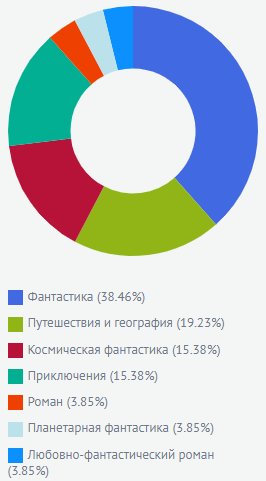 Фантастика (38.46%)
Путешествия и география (19.23%)
Космическая фантастика (15.38%)
Приключения (15.38%)
Роман (3.85%)
Планетарная фантастика (3.85%)
Любовно-фантастический роман
(3.85%)